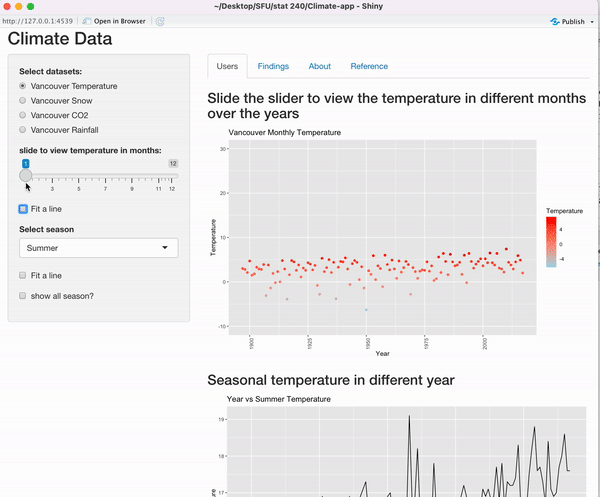 ~/Desktop/SFU/stat 240/Climate-app - Shiny
http://127.0.0.1:4539
Open in Browser
Publish
Climate Data
Select datasets:
Vancouver Temperature
Vancouver Snow
Vancouver CO2
Vancouver Rainfall
slide to view temperature in months:
1 12
1 3 5 7 9 11 12
Fit a line
Select season
Summer
Fit a line
show all season?
Users Findings About Reference
Slide the slider to view the temperature in different months
over the years
Vancouver Monthly Temperature
30
20
10
0
-10
Temperature
1900 1925 1950 1975 2000
Year
Temperature
4
0
-4
Seasonal temperature in different year
Year vs Summer Temperature
19
18
17